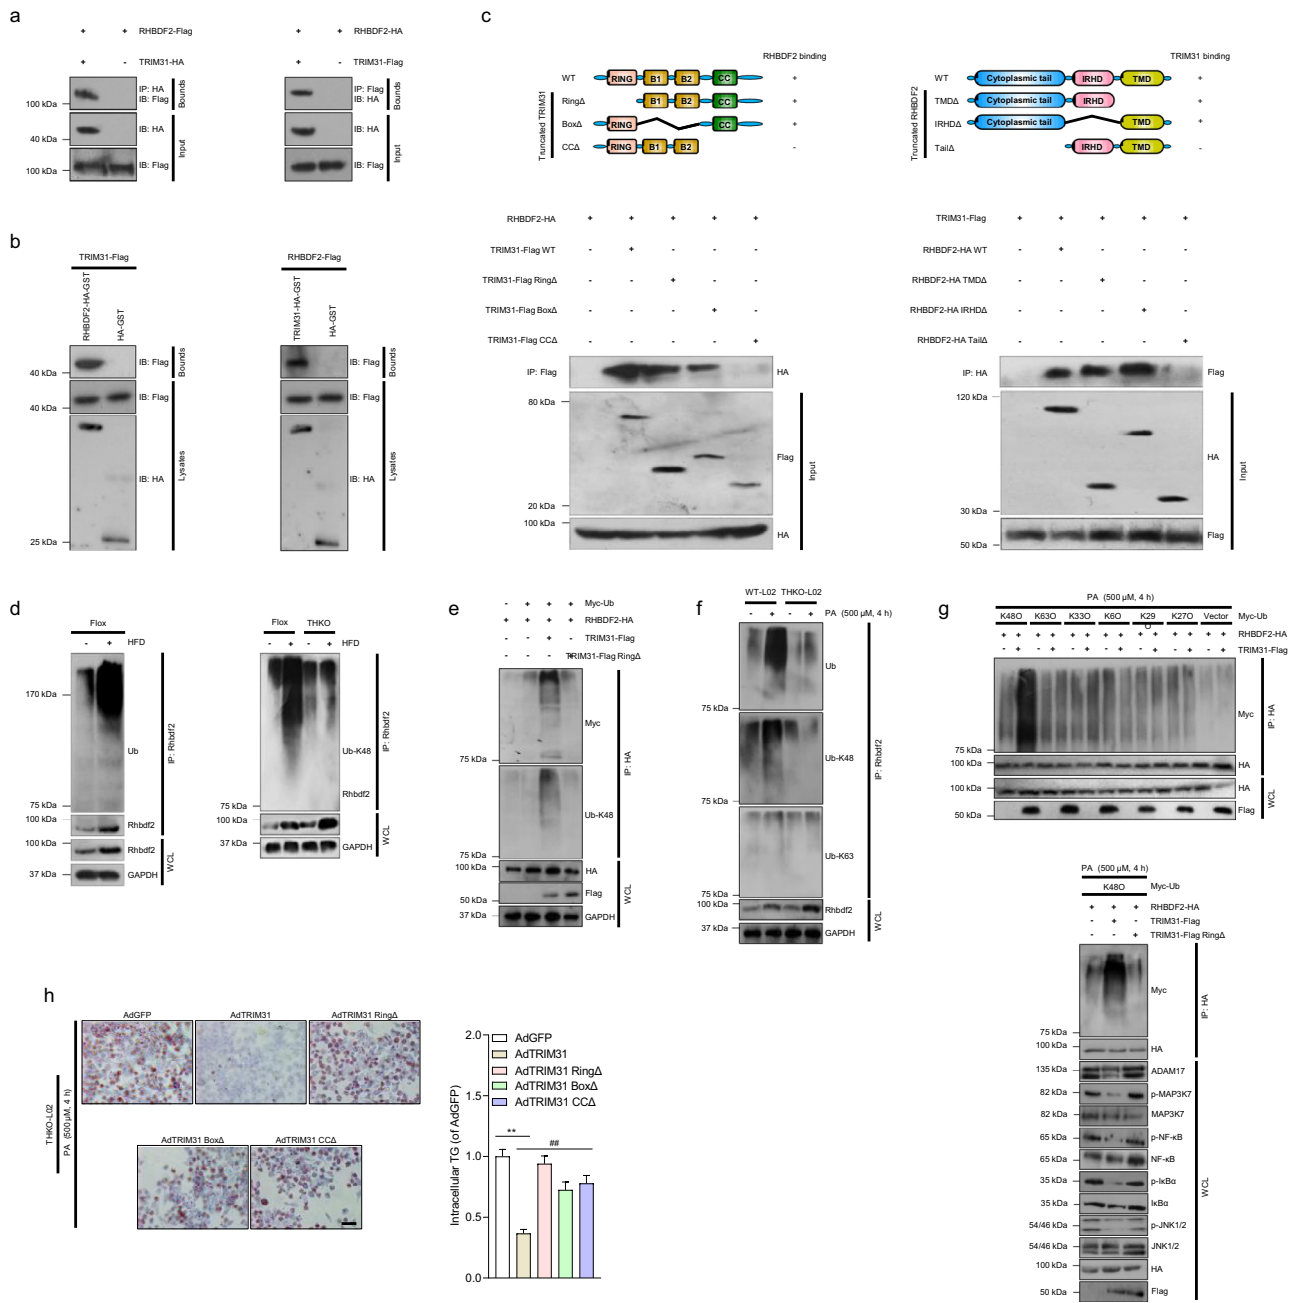 a
+ + RHBDF2-Flag
+ - TRIM31-HA
100 kDa
IP: HA
IB: Flag
Bounds
40 kDa
IB: HA
Input
100 kDa
IB: Flag
+ + RHBDF2-HA
+ - TRIM31-Flag
IP: Flag
IB: HA
Bounds
IB: HA
Input
IB: Flag
b
TRIM31-Flag
RHBDF2-HA-GST
HA-GST
IB: Flag
Bounds
40 kDa
IB: Flag
40 kDa
IB: HA
Lysates
25 kDa
RHBDF2-Flag
TRIM31-HA-GST
HA-GST
IB: Flag
Bounds
IB: Flag
IB: HA
Lysates
c
RHBDF2 binding
Truncated TRIM31
WT RING B1 B2 CC +
RingΔ B1 B2 CC +
BoxΔ RING CC +
CCΔ RING B1 B2 -
TRIM31 binding
Truncated RHBDF2
WT Cytoplasmic tail IRHD TMD +
TMDΔ Cytoplasmic tail IRHD +
IRHDΔ Cytoplasmic tail TMD +
TailΔ IRHD TMD -
RHBDF2-HA + + + + +
TRIM31-Flag WT - + - - -
TRIM31-Flag RingΔ - - + - -
TRIM31-Flag BoxΔ - - - + -
TRIM31-Flag CCΔ - - - - +
IP: Flag HA
80 kDa
Flag
Input
20 kDa
100 kDa
HA
TRIM31-Flag + + + + +
RHBDF2-HA WT - + - - -
RHBDF2-HA TMDΔ - - + - -
RHBDF2-HA IRHDΔ - - - + -
RHBDF2-HA TailΔ - - - - +
IP: HA Flag
120 kDa
HA
Input
30 kDa
Flag
50 kDa
d
Flox
- + HFD
170 kDa
Ub
IP: Rhbdf2
75 kDa
100 kDa
Rhbdf2
100 kDa
Rhbdf2
WCL
37 kDa
GAPDH
Flox THKO
- + - + HFD
Ub-K48
IP: Rhbdf2
Rhbdf2
75 kDa
100 kDa
WCL
37 kDa
GAPDH
e
- + + + Myc-Ub
+ + + + RHBDF2-HA
- - + - TRIM31-Flag
- - - + TRIM31-Flag RingΔ
Myc
IP: HA
75 kDa
Ub-K48
75 kDa
100 kDa
HA
Flag
WCL
50 kDa
37 kDa
GAPDH
f
WT-L02 THKO-L02
- + - + PA (500 µM, 4 h)
Ub
75 kDa
Ub-K48
IP: Rhbdf2
75 kDa
Ub-K63
75 kDa
100 kDa
Rhbdf2
WCL
37 kDa
GAPDH
g
PA (500 µM, 4 h)
K48O K63O K33O K6O K29O K27O Vector Myc-Ub
+ + + + + + + + + + + + + + RHBDF2-HA
- + - + - + - + - + - + - + TRIM31-Flag
Myc
IP: HA
75 kDa
100 kDa
HA
100 kDa
HA
WCL
50 kDa
Flag
PA (500 µM, 4 h)
K48O Myc-Ub
+ + + RHBDF2-HA
- + - TRIM31-Flag
- - + TRIM31-Flag RingΔ
Myc
IP: HA
75 kDa
100 kDa HA
135 kDa ADAM17
82 kDa p-MAP3K7
82 kDa MAP3K7
65 kDa p-NF-κB
65 kDa NF-κB
35 kDa p-IκBα
35 kDa IκBα
WCL
54/46 kDa p-JNK1/2
54/46 kDa JNK1/2
100 kDa HA
50 kDa Flag
h
THKO-L02
PA (500 µM, 4 h)
AdGFP AdTRIM31 AdTRIM31 RingΔ
AdTRIM31 BoxΔ AdTRIM31 CCΔ
Intracellular TG (of AdGFP)
2.0
1.5
1.0
0.5
0.0
AdGFP
AdTRIM31
AdTRIM31 RingΔ
AdTRIM31 BoxΔ
AdTRIM31 CCΔ
**
##